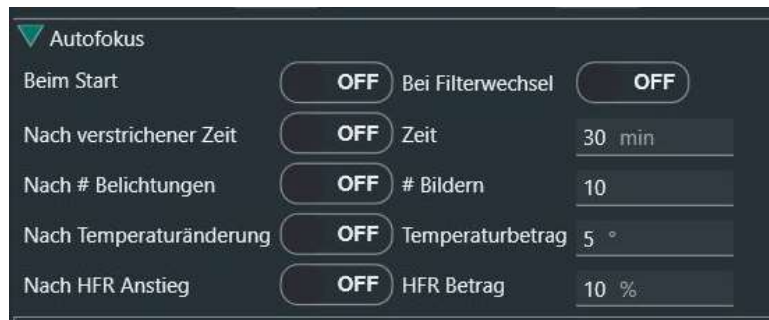 Autofokus
Beim Start OFF Bei Filterwechsel OFF
Nach verstrichener Zeit OFF Zeit 30 min
Nach # Belichtungen OFF # Bildern 10
Nach Temperaturänderung OFF Temperaturbetrag 5 °
Nach HFR Anstieg OFF HFR Betrag 10 %